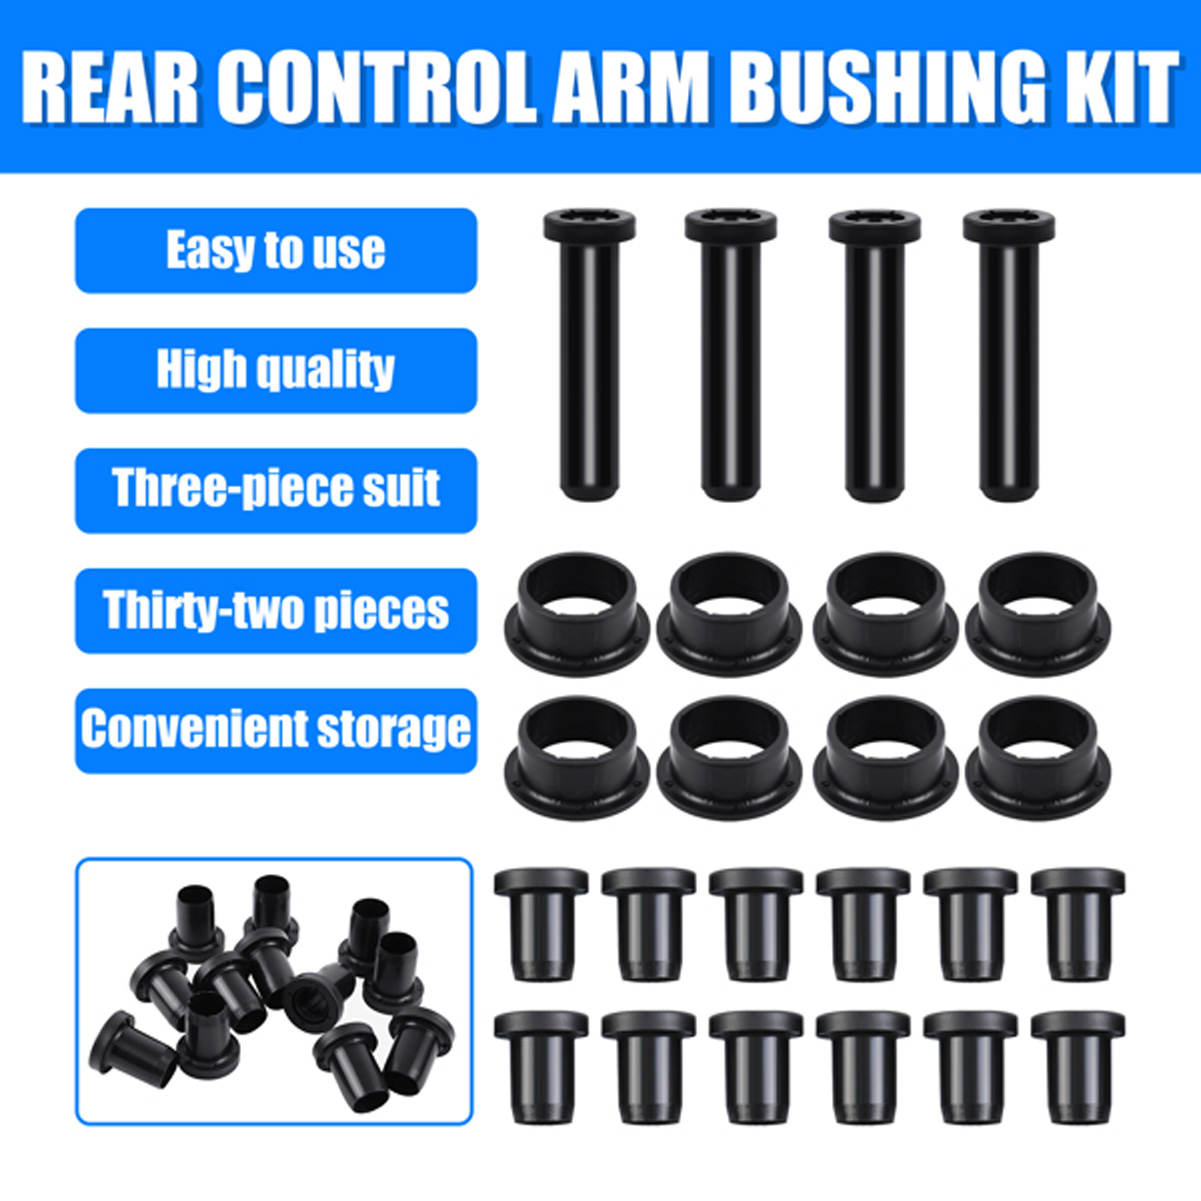 REAR CONTROL ARM BUSHING KIT
Easy to use
High quality
Three-piece suit
Thirty-two pieces
Convenient storage